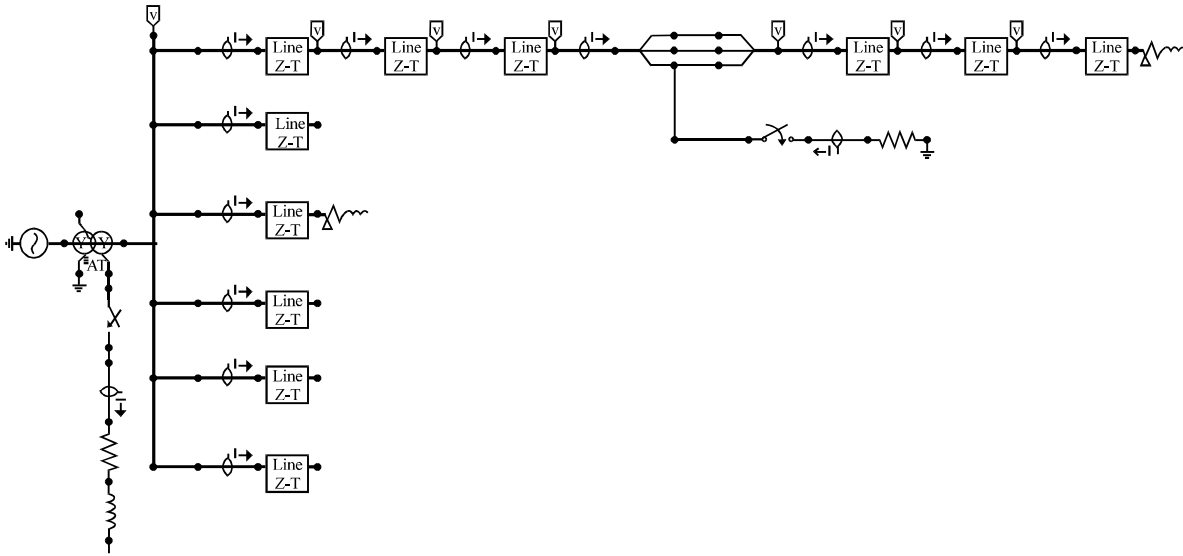 V
V V V V V V
I I I I I I I
Line Line Line Line Line Line
Z-T Z-T Z-T Z-T Z-T Z-T
I
Line
Z-T
I
I
Line
Z-T
Y Y
AT
I
Line
Z-T
I
Line
Z-T
I
I
Line
Z-T